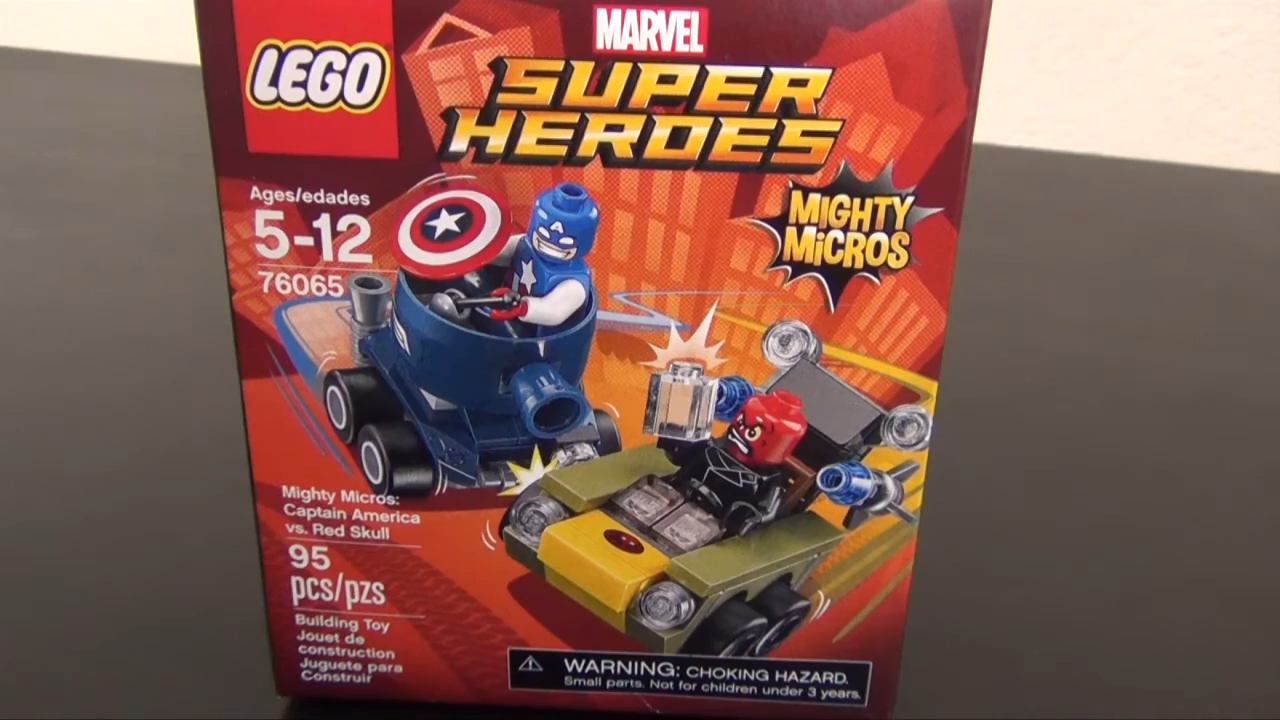 LEGO
MARVEL
SUPER
HEROES
MIGHTY
MiCROS
Ages/edades
5-12
76065
Mighty Micros:
Captain America
vs. Red Skull
95
pcs/pzs
Building Toy
Jouet de
construction
Juguete para
Construir
WARNING: CHOKING HAZARD.
Small parts. Not for children under 3 years.